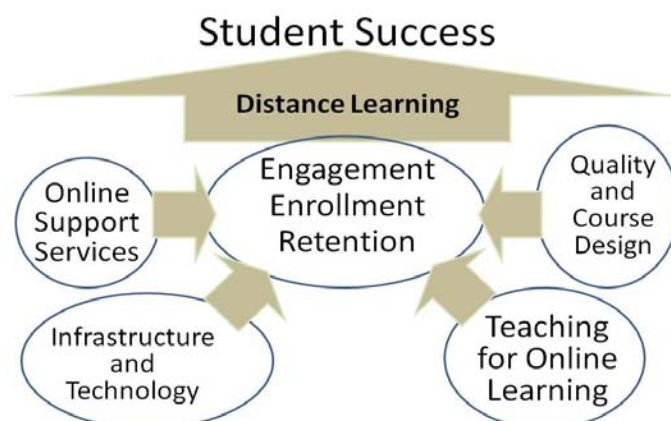 Student Success
Distance Learning
Engagement
Enrollment
Retention
Online
Support
Services
Quality
and
Course
Design
Infrastructure
and
Technology
Teaching
for Online
Learning